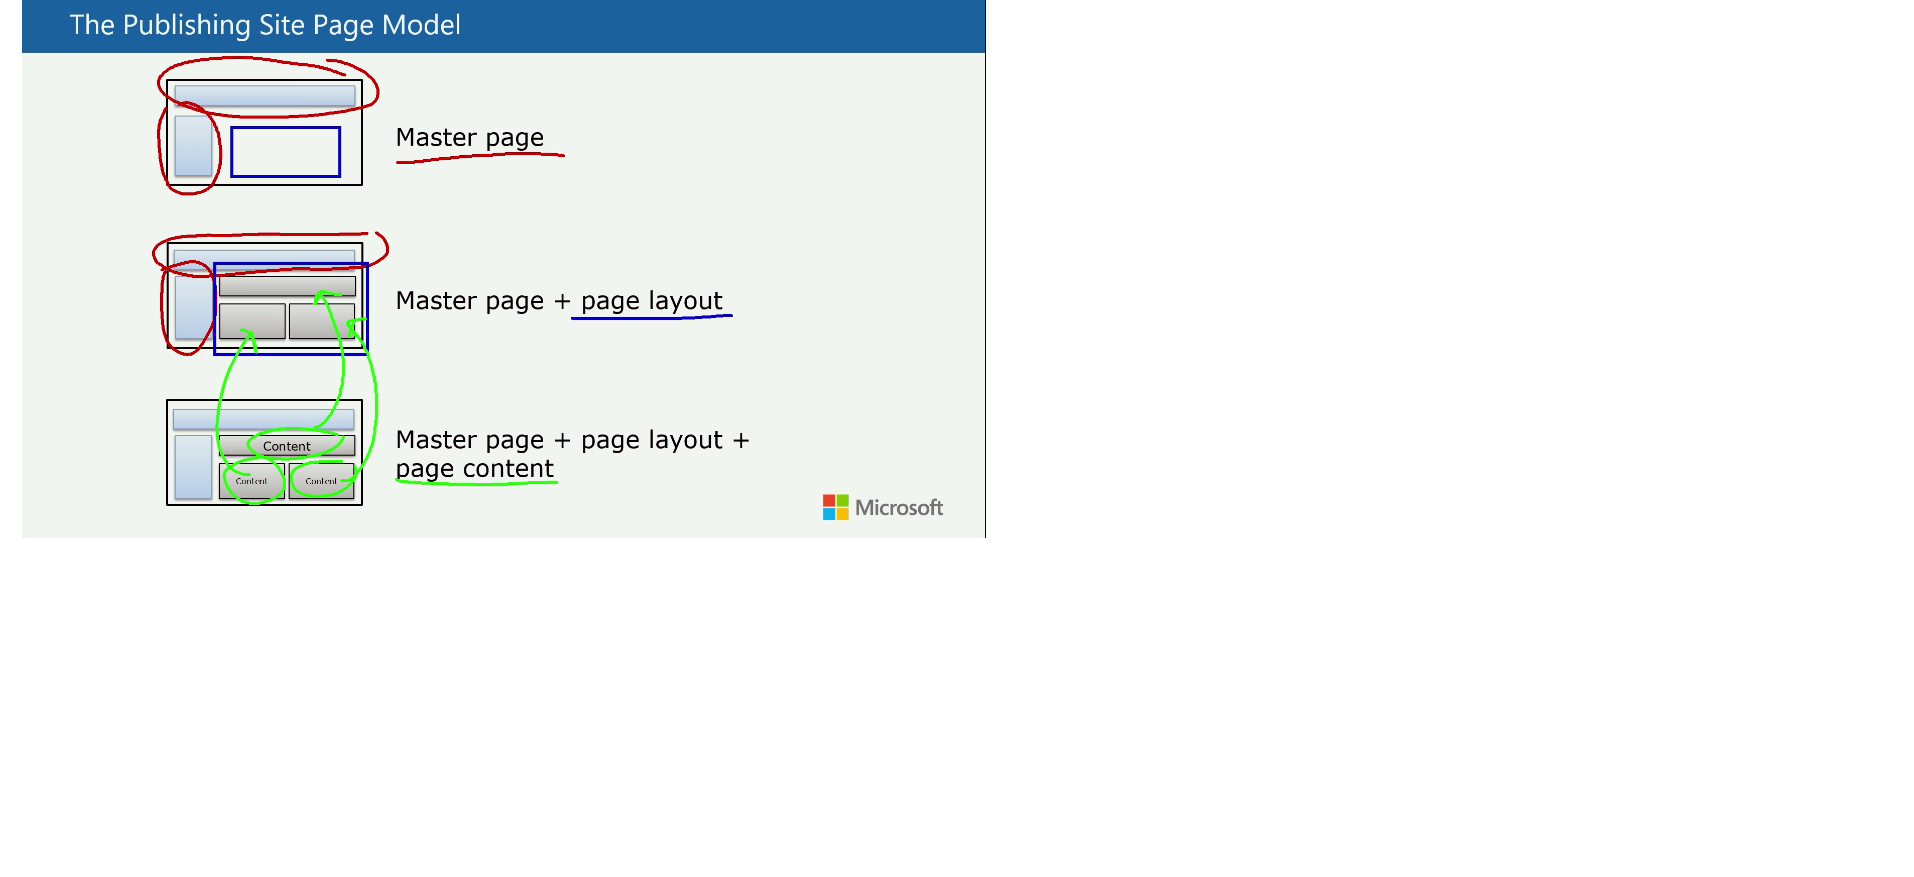 The Publishing Site Page Model
Master page
Master page + page layout
Content
Content Content
Master page + page layout +
page content
Microsoft